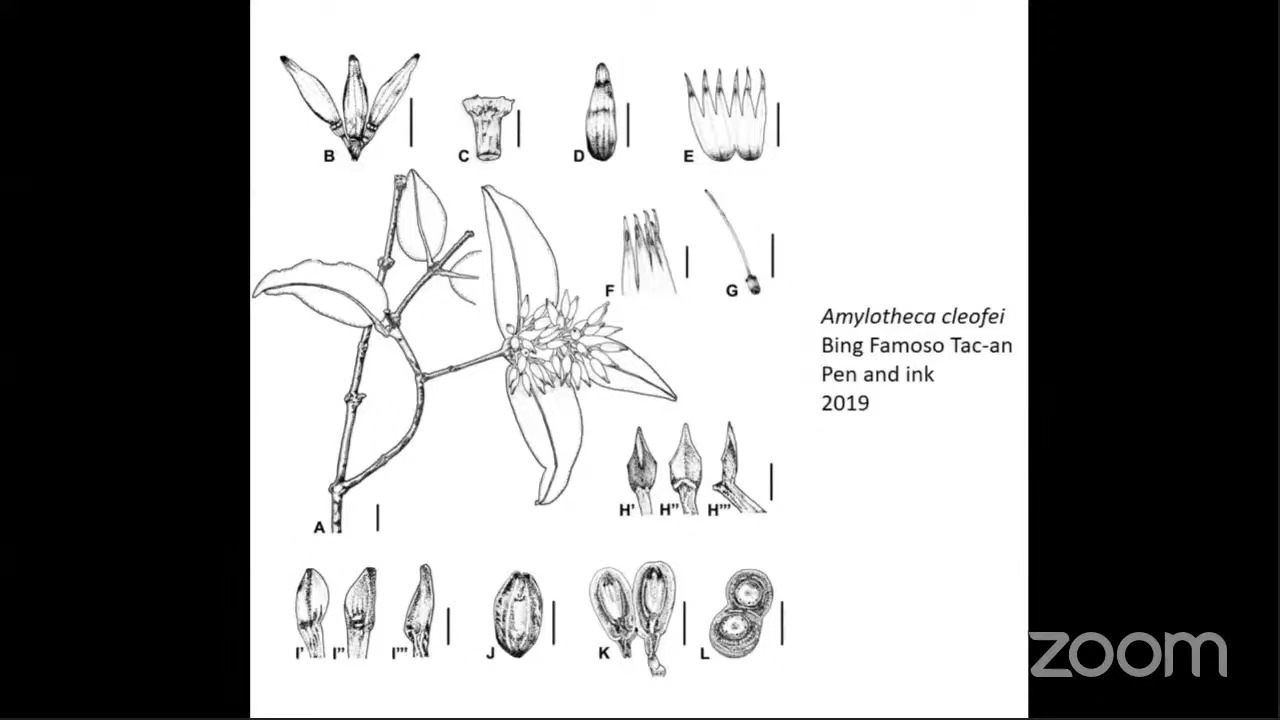 B
C
D
E
F
G
Amylotheca cleofei
Bing Famoso Tac-an
Pen and ink
2019
H'
H''
H'''
A
I'
I''
I'''
J
K
L
zoom